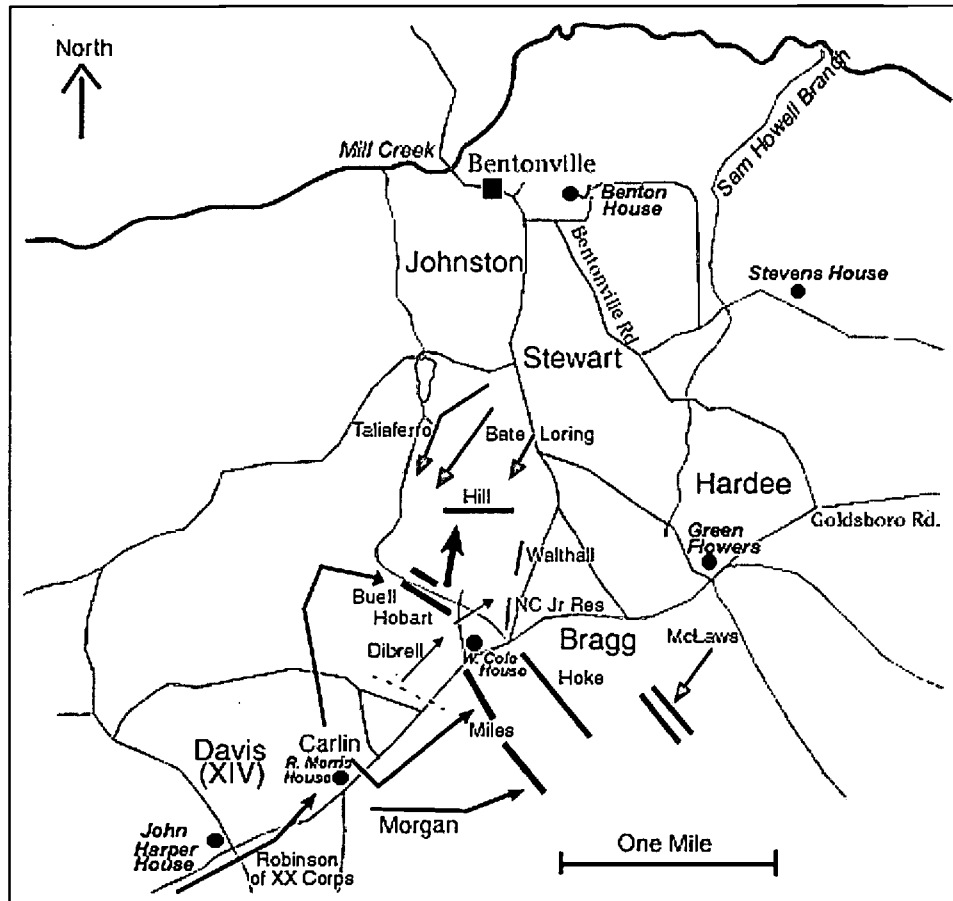 North
Mill Creek
Bentonville
J. Benton
House
Sam Howell Branch
Johnston
Bentonville Rd
Stevens House
Stewart
Taliaferro
Bate
Loring
Hill
Hardee
Goldsboro Rd.
Green
Flowers
Walthall
Buell
Hobart
NC Jr Res
Bragg
McLaws
Dibrell
W. Cole
House
Hoke
Miles
Davis
(XIV)
Carlin
R. Morris
House
Morgan
John
Harper
House
Robinson
of XX Corps
One Mile